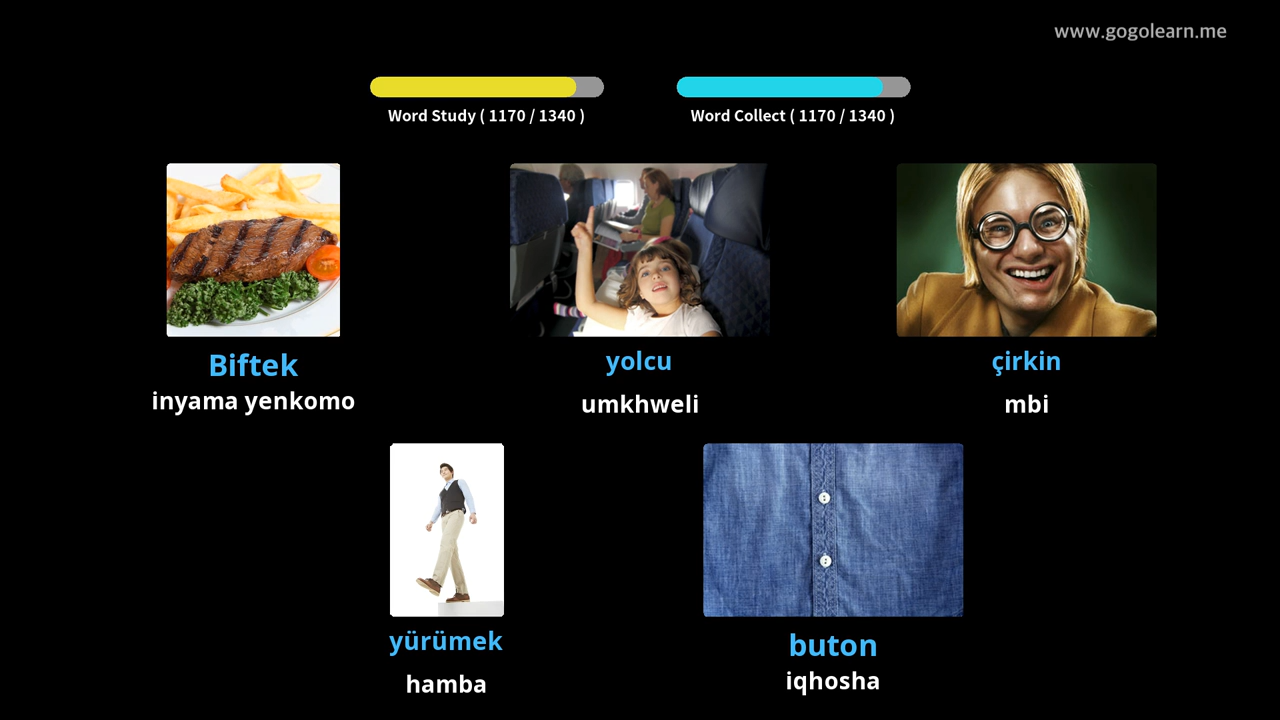 www.gogolearn.me
Word Study ( 1170 / 1340 )
Word Collect ( 1170 / 1340 )
Biftek
inyama yenkomo
yolcu
umkhweli
çirkin
mbi
yürümek
hamba
buton
iqhosha